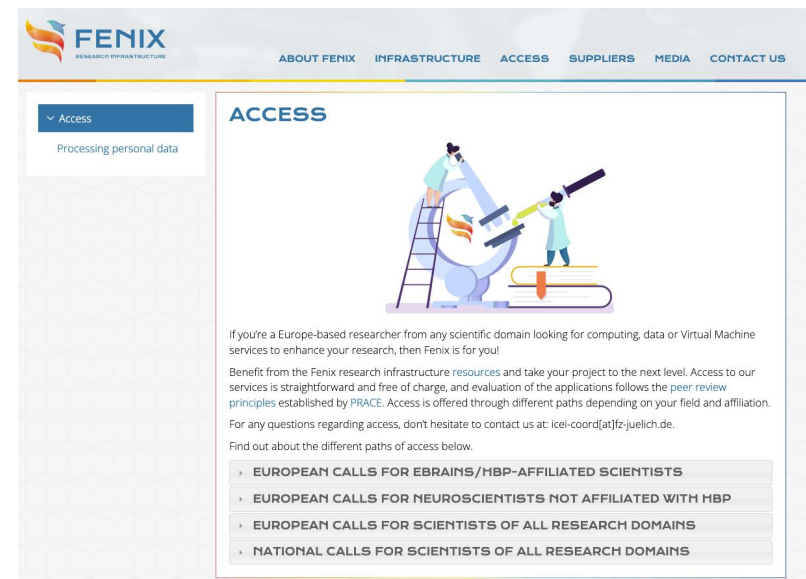 FENIX
RESEARCH INFRASTRUCTURE
ABOUT FENIX INFRASTRUCTURE ACCESS SUPPLIERS MEDIA CONTACT US
Access
Processing personal data
ACCESS
If you're a Europe-based researcher from any scientific domain looking for computing, data or Virtual Machine
services to enhance your research, then Fenix is for you!
Benefit from the Fenix research infrastructure resources and take your project to the next level. Access to our
services is straightforward and free of charge, and evaluation of the applications follows the peer review
principles established by PRACE. Access is offered through different paths depending on your field and affiliation.
For any questions regarding access, don't hesitate to contact us at: icei-coord[at]fz-juelich.de.
Find out about the different paths of access below.
EUROPEAN CALLS FOR EBRAINS/HBP-AFFILIATED SCIENTISTS
EUROPEAN CALLS FOR NEUROSCIENTISTS NOT AFFILIATED WITH HBP
EUROPEAN CALLS FOR SCIENTISTS OF ALL RESEARCH DOMAINS
NATIONAL CALLS FOR SCIENTISTS OF ALL RESEARCH DOMAINS